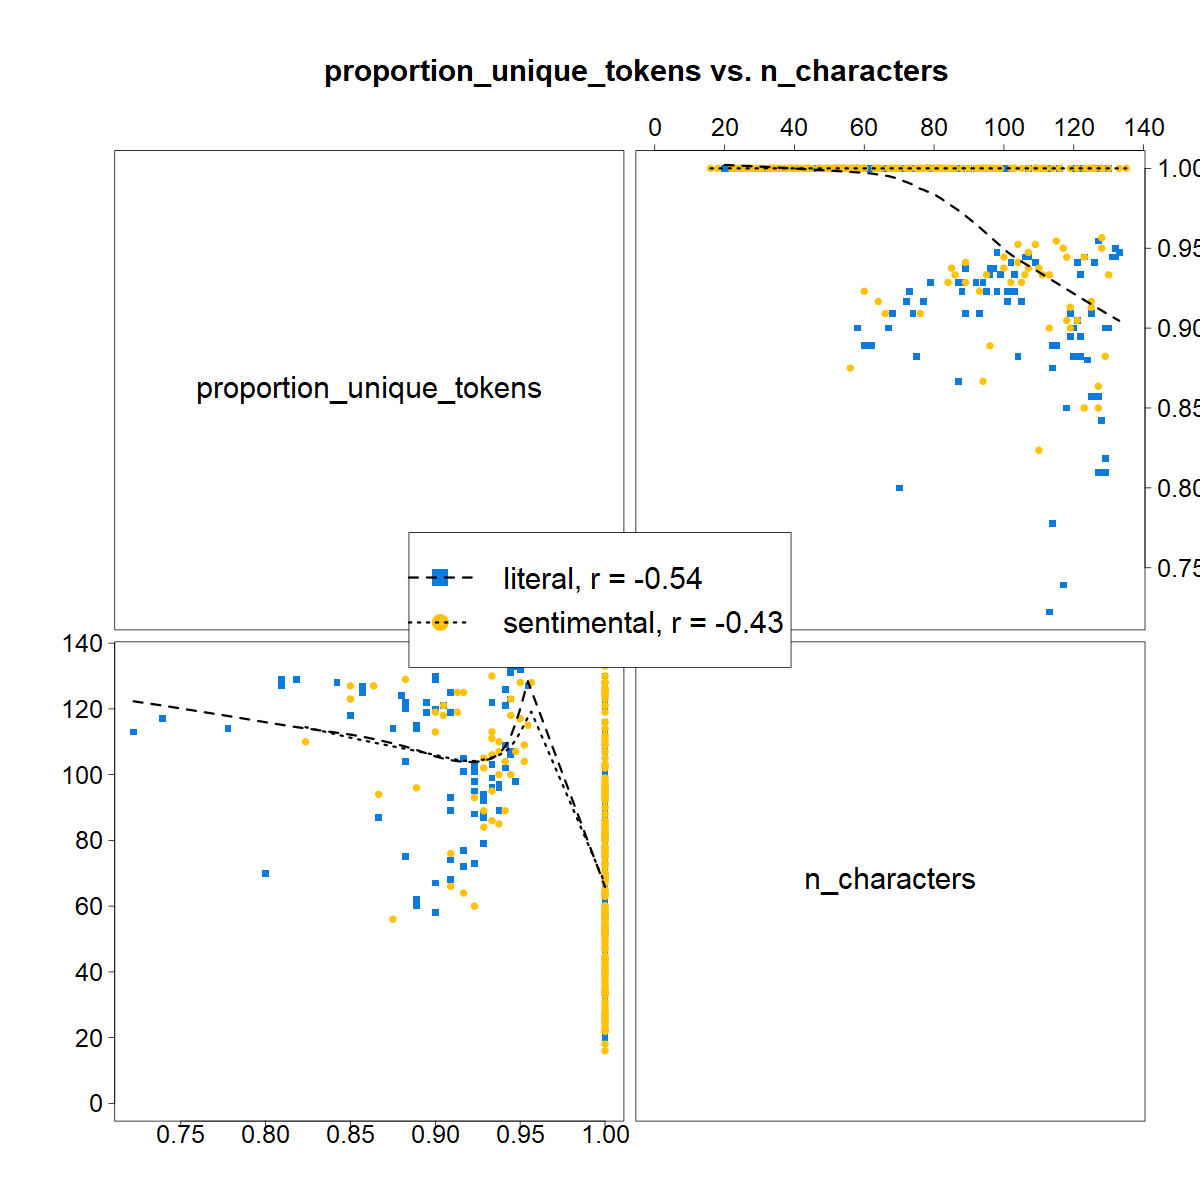 proportion_unique_tokens vs. n_characters
0 20 40 60 80 100 120 140
1.00
0.95
0.90
proportion_unique_tokens
0.85
0.80
0.75
literal, r = -0.54
sentimental, r = -0.43
140
120
100
80
n_characters
60
40
20
0
0.75 0.80 0.85 0.90 0.95 1.00